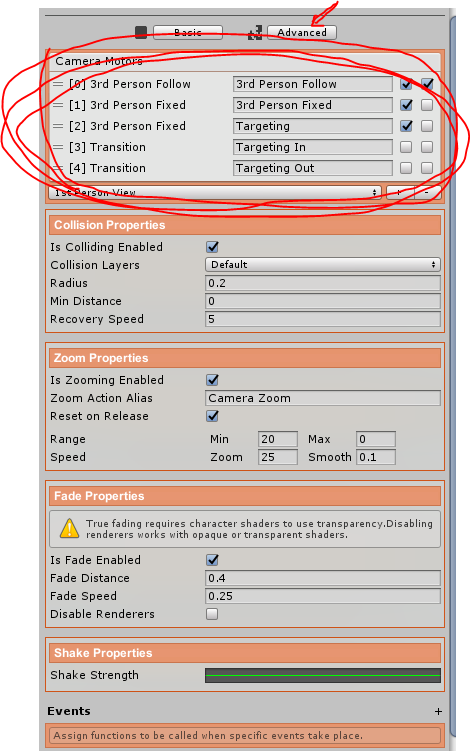 Basic Advanced
Camera Motors
[0] 3rd Person Follow 3rd Person Follow
[1] 3rd Person Fixed 3rd Person Fixed
[2] 3rd Person Fixed Targeting
[3] Transition Targeting In
[4] Transition Targeting Out
1st Person View + -
Collision Properties
Is Colliding Enabled
Collision Layers Default
Radius 0.2
Min Distance 0
Recovery Speed 5
Zoom Properties
Is Zooming Enabled
Zoom Action Alias Camera Zoom
Reset on Release
Range Min 20 Max 0
Speed Zoom 25 Smooth 0.1
Fade Properties
True fading requires character shaders to use transparency.Disabling
renderers works with opaque or transparent shaders.
Is Fade Enabled
Fade Distance 0.4
Fade Speed 0.25
Disable Renderers
Shake Properties
Shake Strength
Events +
Assign functions to be called when specific events take place.